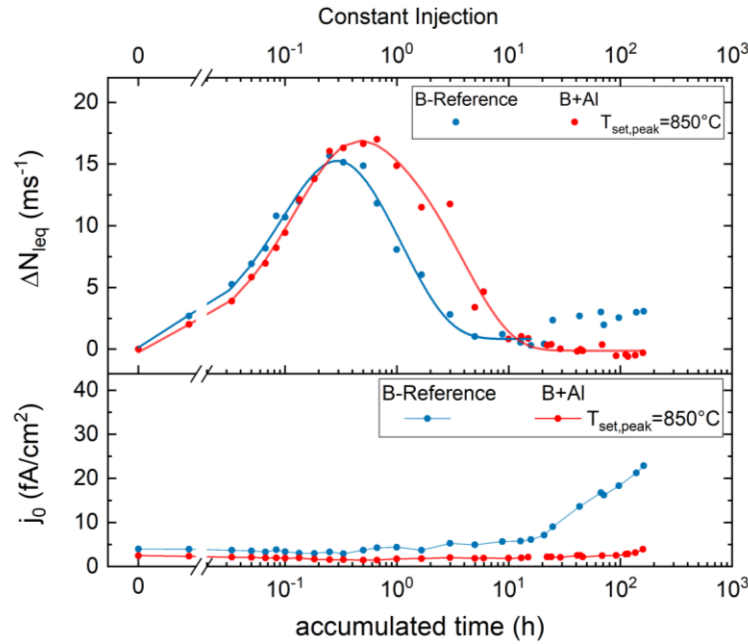 Constant Injection
0 10⁻¹ 10⁰ 10¹ 10² 10³
B-Reference B+Al
T_set,peak=850°C
20
15
10
5
0
ΔN_leq (ms⁻¹)
B-Reference B+Al
T_set,peak=850°C
40
30
20
10
0
j₀ (fA/cm²)
0 10⁻¹ 10⁰ 10¹ 10² 10³
accumulated time (h)